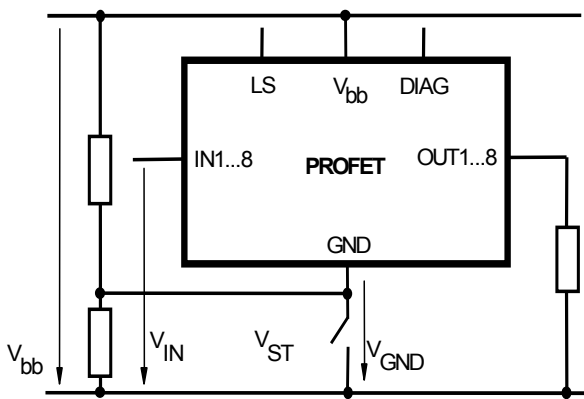 LS
Vbb
DIAG
IN1...8
PROFET
OUT1...8
GND
Vbb
VIN
VST
VGND